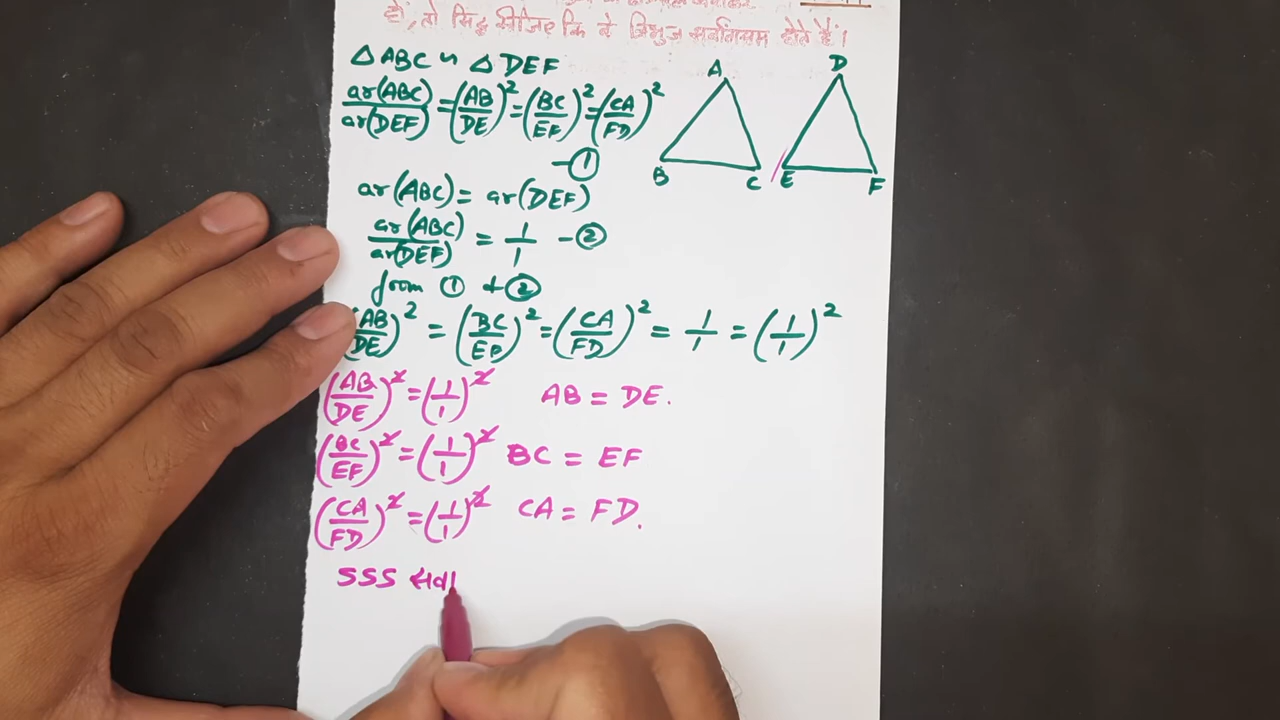 हों, तो सिद्ध कीजिए कि वे त्रिभुज सर्वांगसम होते हैं।
△ABC ~ △DEF
ar(ABC)/ar(DEF) = (AB/DE)² = (BC/EF)² = (CA/FD)²
- ①
ar(ABC) = ar(DEF)
ar(ABC)/ar(DEF) = 1/1 - ②
from ① + ②
(AB/DE)² = (BC/EF)² = (CA/FD)² = 1/1 = (1/1)²
(AB/DE)² = (1/1)² AB = DE.
(BC/EF)² = (1/1)² BC = EF
(CA/FD)² = (1/1)² CA = FD.
SSS सवा
A
B C
D
E F